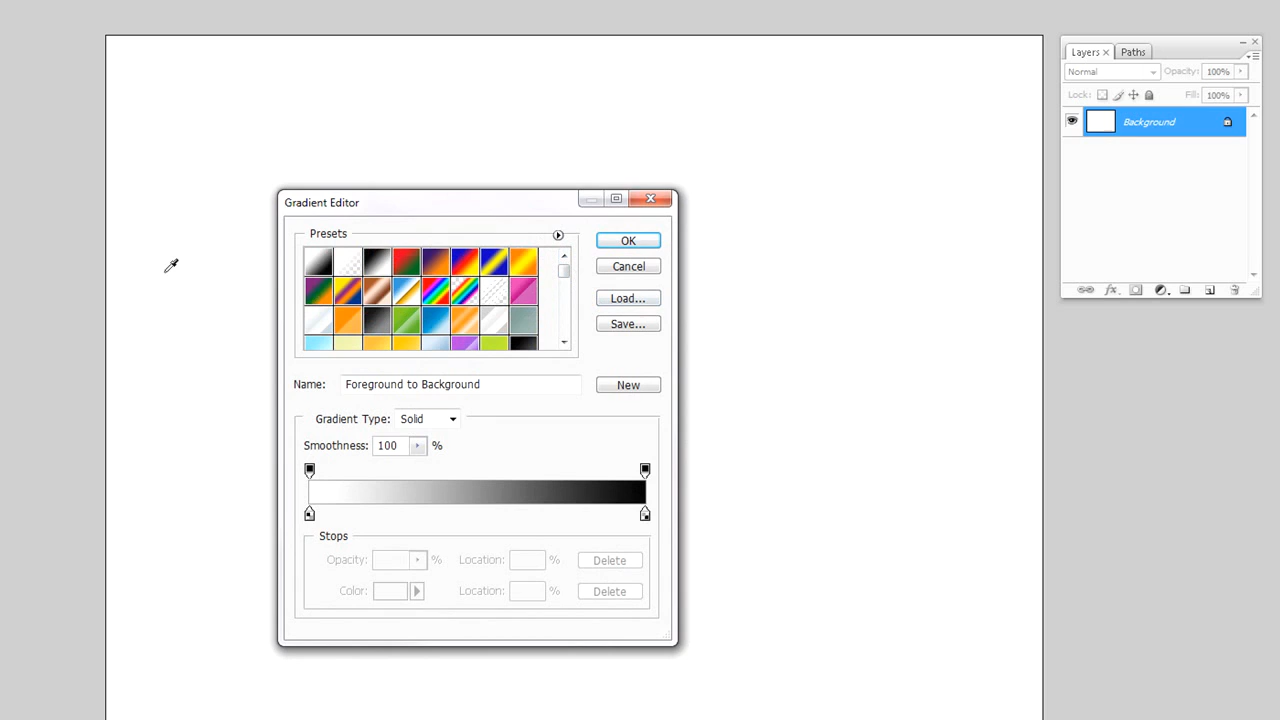 Layers × Paths
Normal Opacity: 100%
Lock: Fill: 100%
Background
Gradient Editor
Presets
OK
Cancel
Load...
Save...
Name: Foreground to Background New
Gradient Type: Solid
Smoothness: 100 %
Stops
Opacity: % Location: % Delete
Color: Location: % Delete